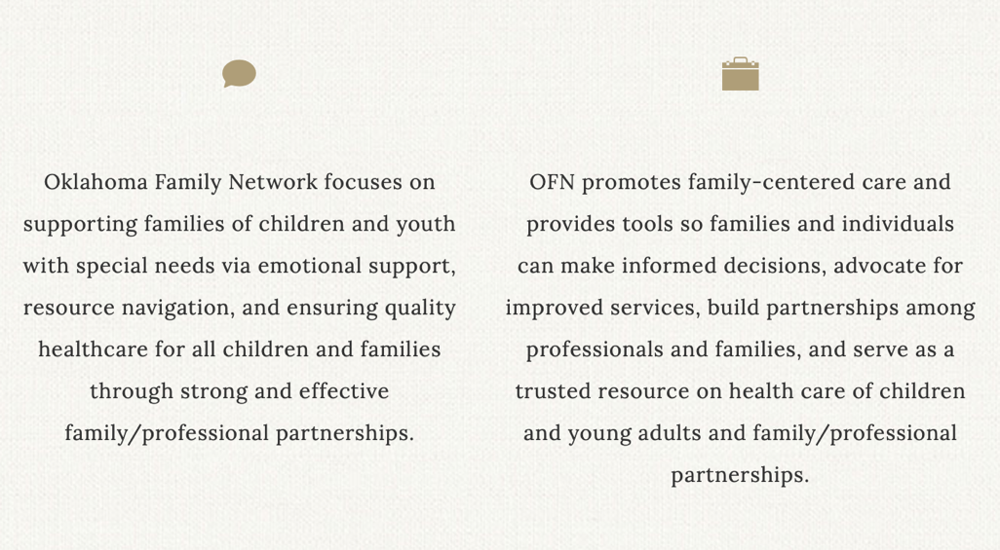 Oklahoma Family Network focuses on
supporting families of children and youth
with special needs via emotional support,
resource navigation, and ensuring quality
healthcare for all children and families
through strong and effective
family/professional partnerships.
OFN promotes family-centered care and
provides tools so families and individuals
can make informed decisions, advocate for
improved services, build partnerships among
professionals and families, and serve as a
trusted resource on health care of children
and young adults and family/professional
partnerships.